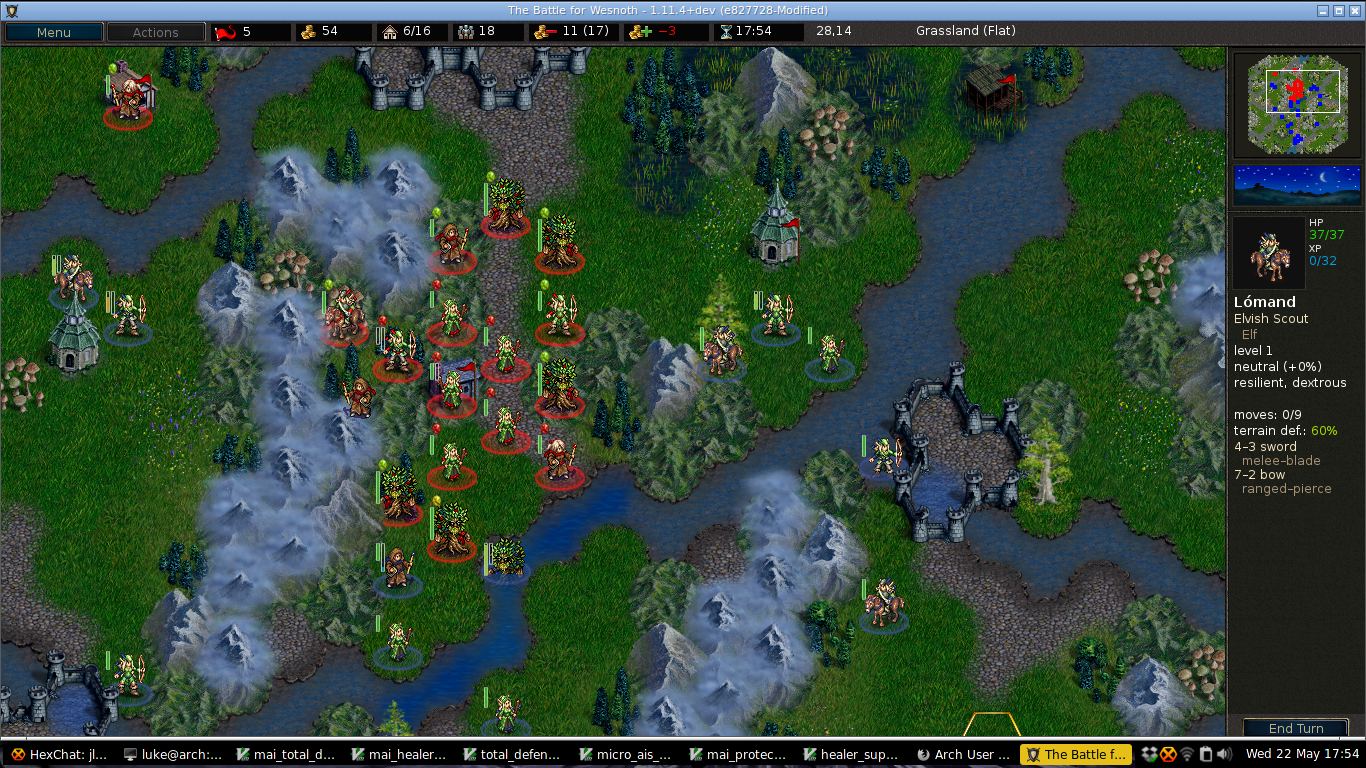 The Battle for Wesnoth - 1.11.4+dev (e827728-Modified)
Menu Actions 5 54 6/16 18 11 (17) −3 17:54 28,14 Grassland (Flat)
HP
37/37
XP
0/32
Lómand
Elvish Scout
Elf
level 1
neutral (+0%)
resilient, dextrous
moves: 0/9
terrain def.: 60%
4–3 sword
melee–blade
7–2 bow
ranged–pierce
End Turn
HexChat: jl... luke@arch:... mai_total_d... mai_healer... total_defen... micro_ais_... mai_protec... healer_sup... Arch User ... The Battle f... Wed 22 May 17:54